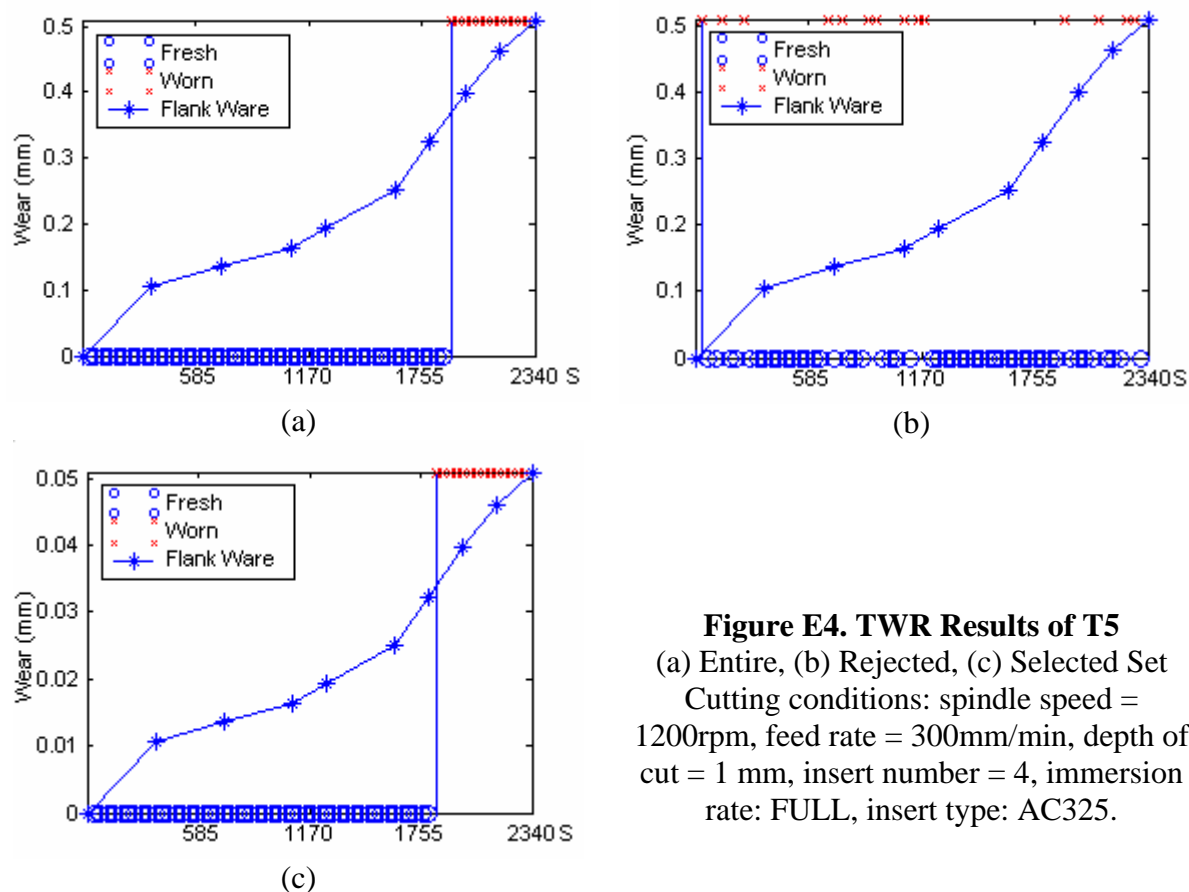 0.5
0.4
0.3
0.2
0.1
0
Wear (mm)
Fresh
Worn
Flank Ware
585
1170
1755
2340 S
(a)
0.5
0.4
0.3
0.2
0.1
0
Wear (mm)
Fresh
Worn
Flank Ware
585
1170
1755
2340 S
(b)
0.05
0.04
0.03
0.02
0.01
0
Wear (mm)
Fresh
Worn
Flank Ware
585
1170
1755
2340 S
(c)
Figure E4. TWR Results of T5
(a) Entire, (b) Rejected, (c) Selected Set
Cutting conditions: spindle speed =
1200rpm, feed rate = 300mm/min, depth of
cut = 1 mm, insert number = 4, immersion
rate: FULL, insert type: AC325.